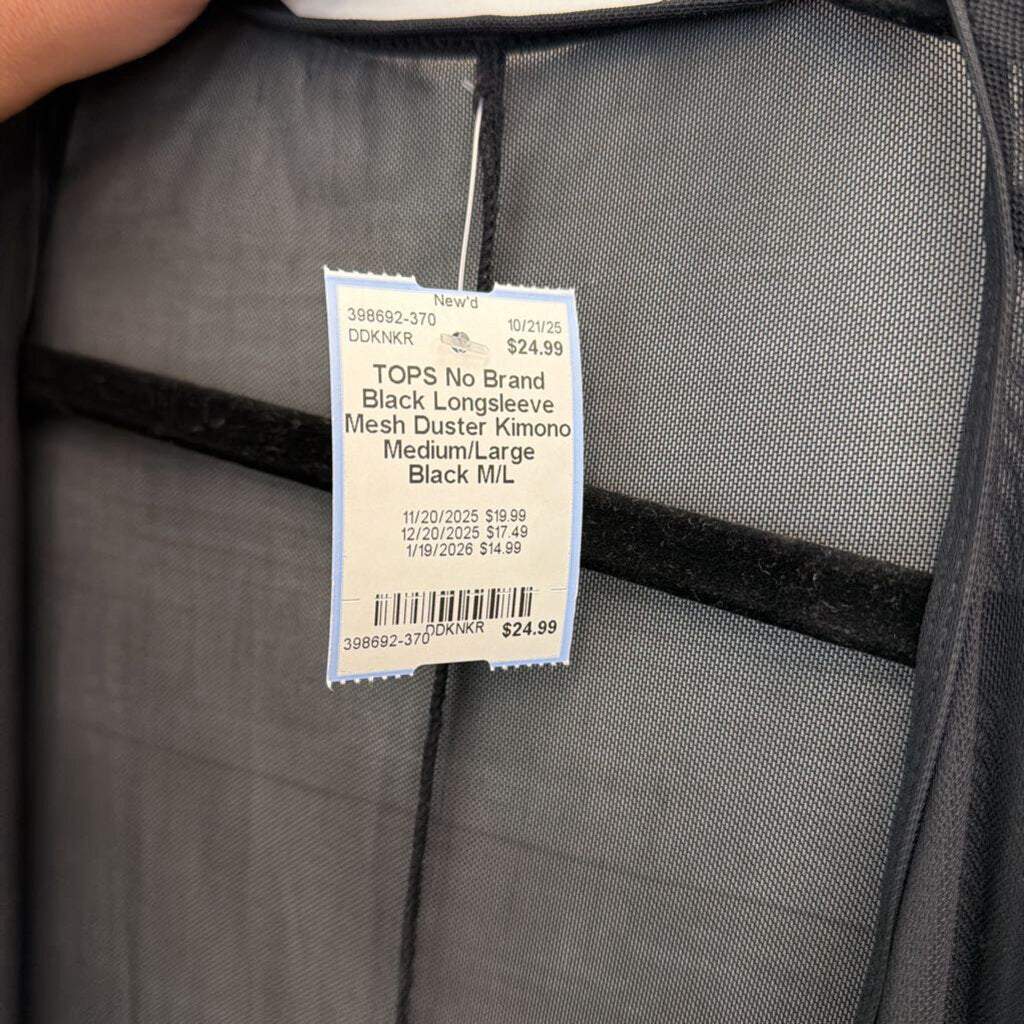 New'd
398692-370 10/21/25
DDKNKR $24.99
TOPS No Brand
Black Longsleeve
Mesh Duster Kimono
Medium/Large
Black M/L
11/20/2025 $19.99
12/20/2025 $17.49
1/19/2026 $14.99
398692-370 DDKNKR $24.99